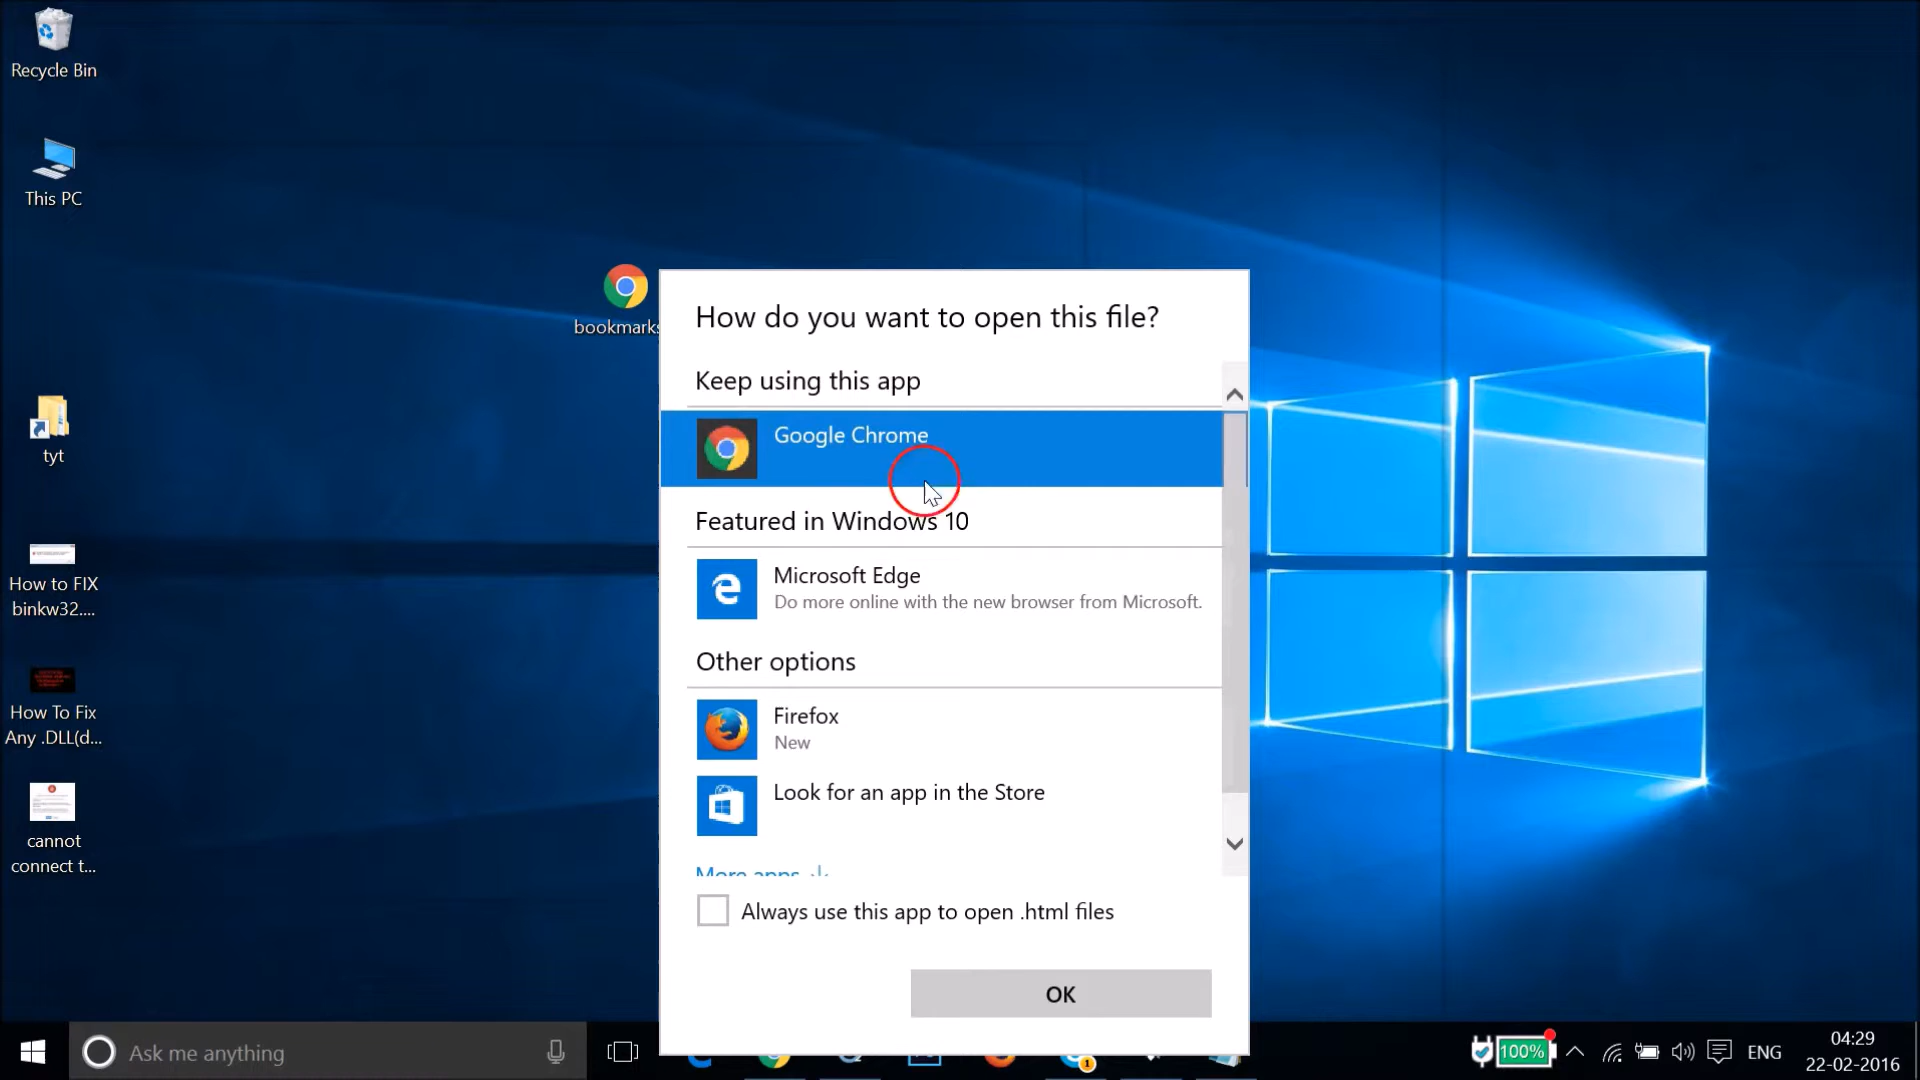 Recycle Bin
This PC
bookmarks
tyt
How to FIX
binkw32....
How To Fix
Any .DLL(d...
cannot
connect t...
How do you want to open this file?
Keep using this app
Google Chrome
Featured in Windows 10
Microsoft Edge
Do more online with the new browser from Microsoft.
Other options
Firefox
New
Look for an app in the Store
More apps
Always use this app to open .html files
OK
Ask me anything
1
100%
ENG
04:29
22-02-2016